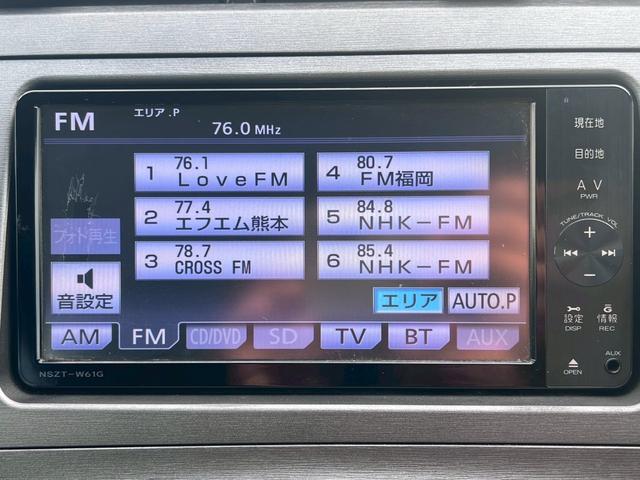 FM
エリア.P
76.0 MHz
1 76.1 LoveFM
2 77.4 エフエム熊本
3 78.7 CROSS FM
4 80.7 FM福岡
5 84.8 NHK-FM
6 85.4 NHK-FM
フォト再生
音設定
エリア
AUTO.P
AM FM CD/DVD SD TV BT AUX
NSZT-W61G
現在地
目的地
AV
PWR
TUNE/TRACK VOL
+
-
設定 DISP
情報 REC
OPEN
AUX